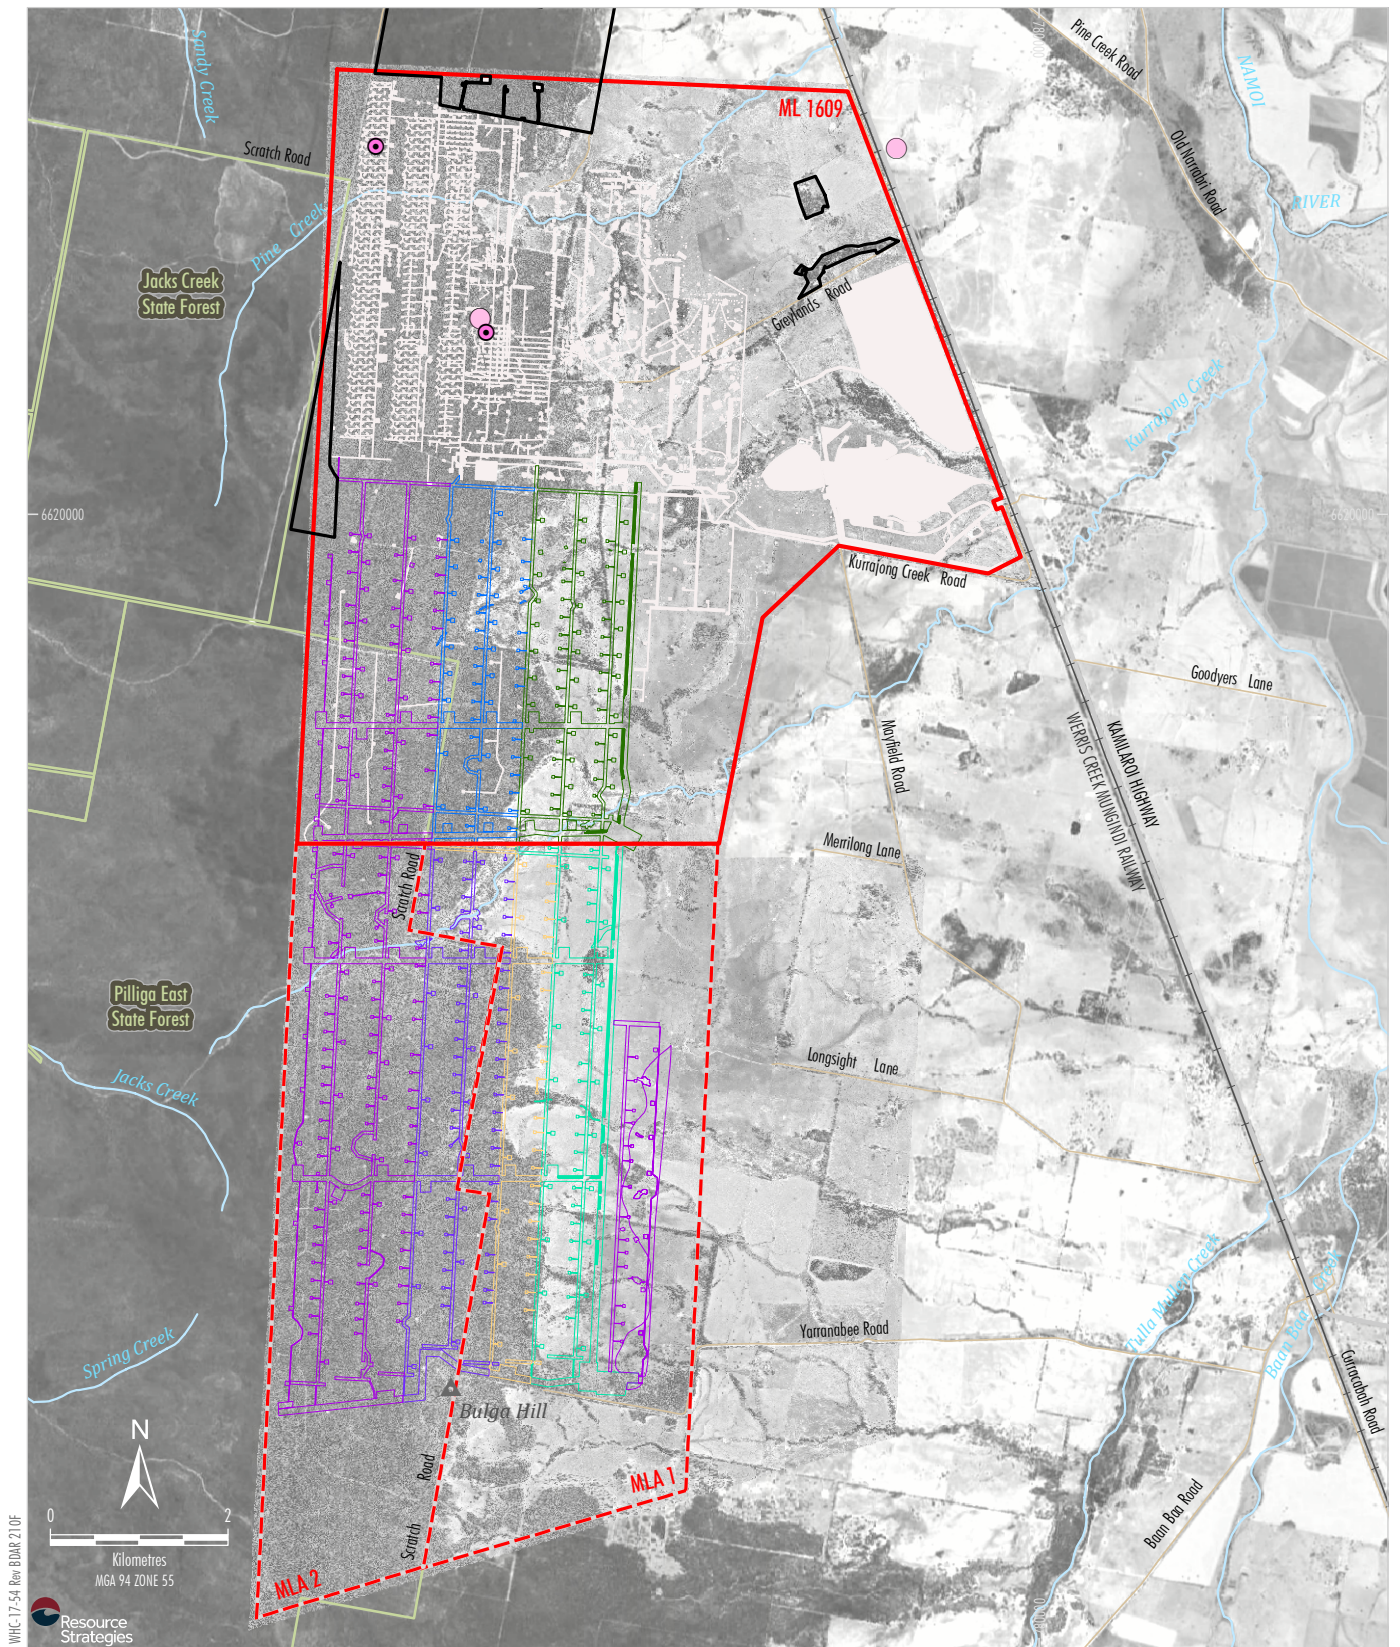 Sandy Creek
Scratch Road
Pine Creek
Jacks Creek
State Forest
ML 1609
Pine Creek Road
NAMOI
RIVER
Old Narrabri Road
Greylands Road
Kurrajong Creek
6620000
6620000
Kurrajong Creek Road
Goodyers Lane
Mayfield Road
KAMILAROI HIGHWAY
WERRIS CREEK MUNGINDI RAILWAY
Merrilong Lane
Scratch Road
Pilliga East
State Forest
Jacks Creek
Longsight Lane
Tulla Mullen Creek
Baan Baa Creek
Spring Creek
Yarranabee Road
Curracabah Road
Bulga Hill
Scratch Road
MLA 1
MLA 2
Baan Baa Road
N
0 2
Kilometres
MGA 94 ZONE 55
WHC-17-54 Rev BDAR 210F
Resource
Strategies